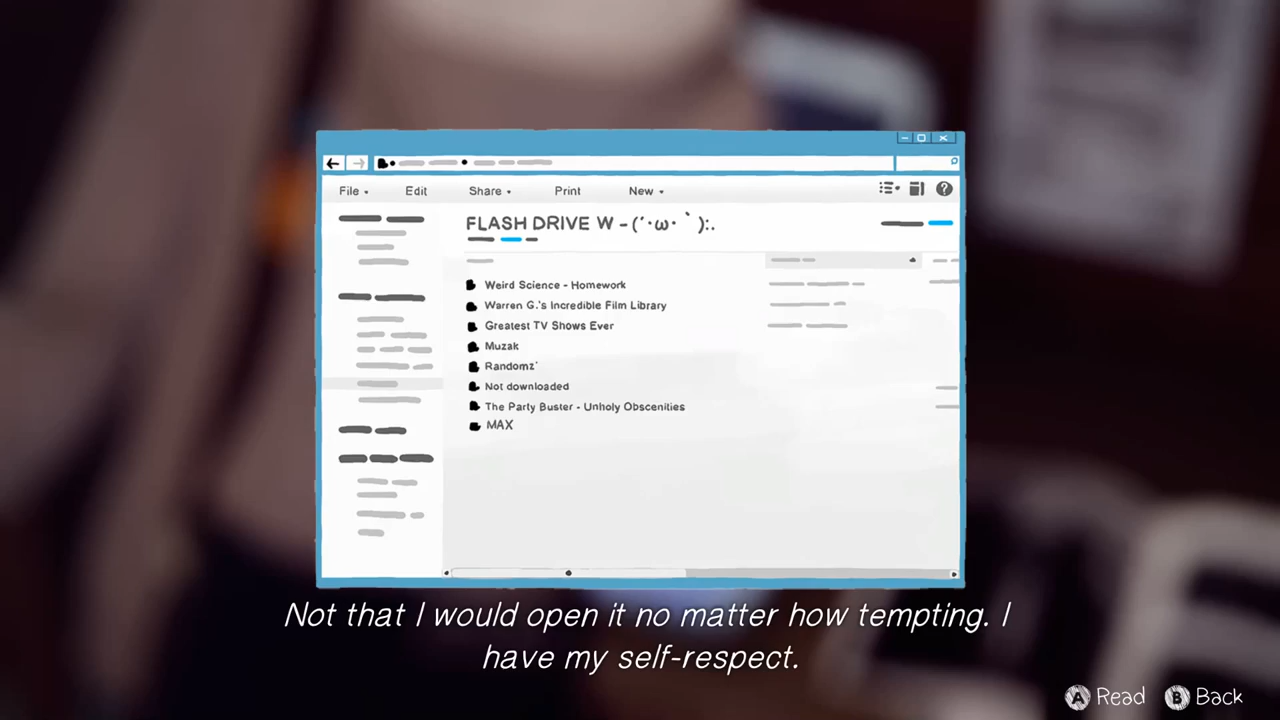 File Edit Share Print New
FLASH DRIVE W -(´･ω･`):.
Weird Science - Homework
Warren G.'s Incredible Film Library
Greatest TV Shows Ever
Muzak
Randomz'
Not downloaded
The Party Buster - Unholy Obscenities
MAX
Not that I would open it no matter how tempting. I
have my self-respect.
A Read B Back